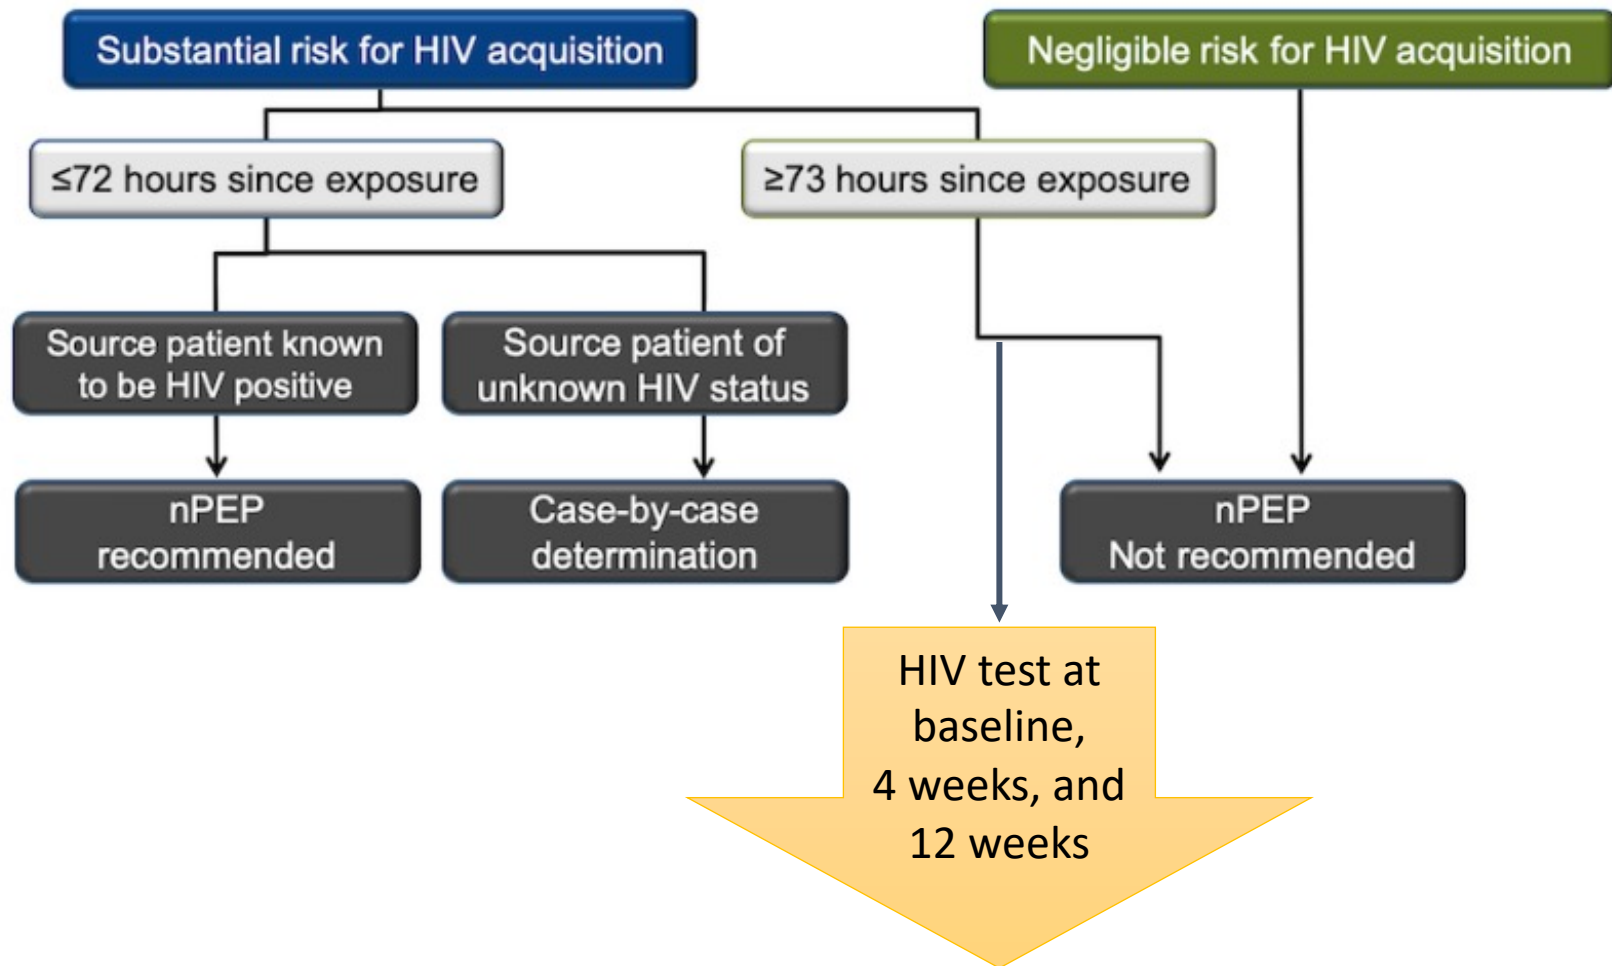 Substantial risk for HIV acquisition
Negligible risk for HIV acquisition
≤72 hours since exposure
≥73 hours since exposure
Source patient known
to be HIV positive
Source patient of
unknown HIV status
nPEP
recommended
Case-by-case
determination
nPEP
Not recommended
HIV test at
baseline,
4 weeks, and
12 weeks